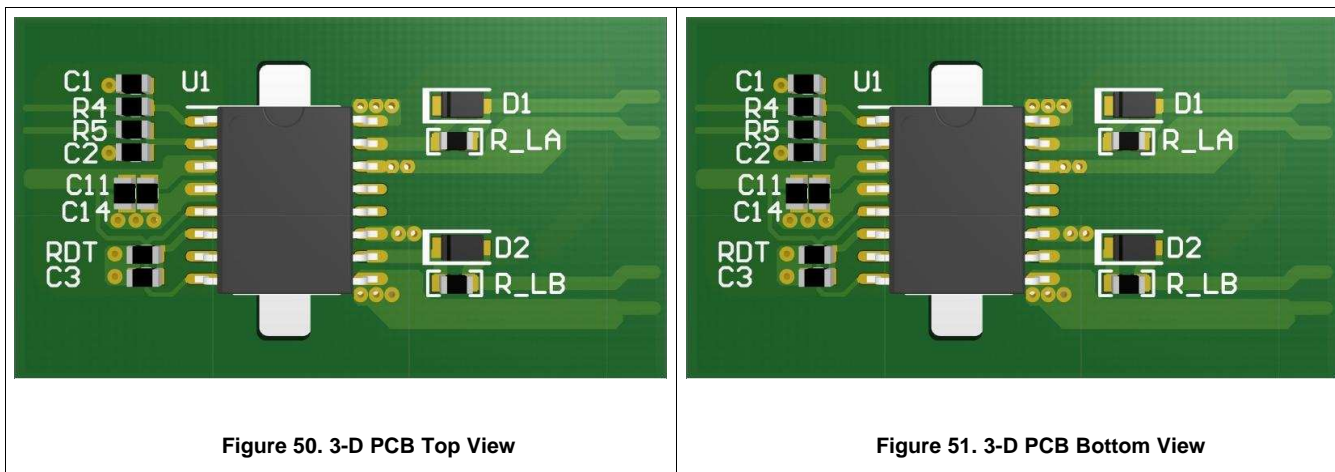 C1
U1
R4
R5
C2
C11
C14
RDT
C3
D1
R_LA
D2
R_LB
Figure 50. 3-D PCB Top View
C1
U1
R4
R5
C2
C11
C14
RDT
C3
D1
R_LA
D2
R_LB
Figure 51. 3-D PCB Bottom View